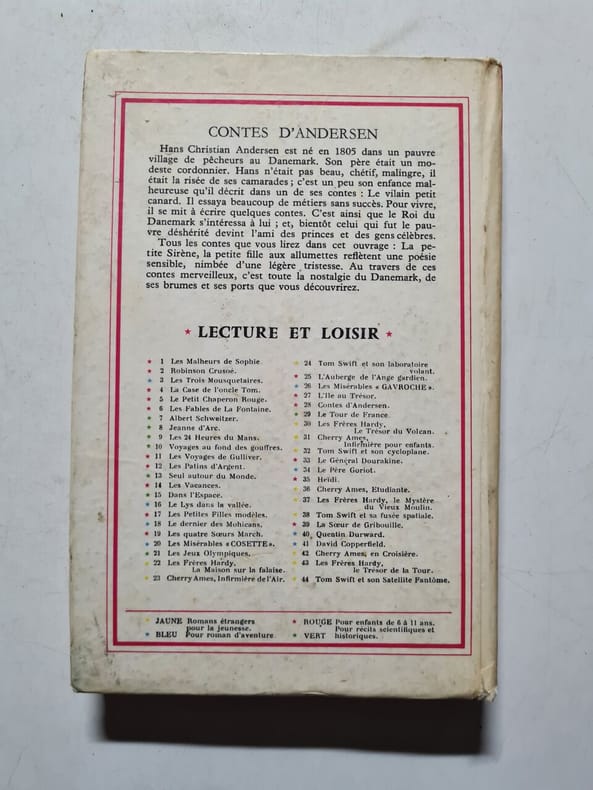 CONTES D'ANDERSEN
Hans Christian Andersen est né en 1805 dans un pauvre
village de pêcheurs au Danemark. Son père était un mo-
deste cordonnier. Hans n'était pas beau, chétif, malingre, il
était la risée de ses camarades ; c'est un peu son enfance mal-
heureuse qu'il décrit dans un de ses contes : Le vilain petit
canard. Il essaya beaucoup de métiers sans succès. Pour vivre,
il se mit à écrire quelques contes. C'est ainsi que le Roi du
Danemark s'intéressa à lui ; et, bientôt celui qui fut le pau-
vre déshérité devint l'ami des princes et des gens célèbres.
Tous les contes que vous lirez dans cet ouvrage : La pe-
tite Sirène, la petite fille aux allumettes reflètent une poésie
sensible, nimbée d'une légère tristesse. Au travers de ces
contes merveilleux, c'est toute la nostalgie du Danemark, de
ses brumes et ses ports que vous découvrirez.
★ LECTURE ET LOISIR ★
★ 1 Les Malheurs de Sophie.
★ 2 Robinson Crusoé.
★ 3 Les Trois Mousquetaires.
★ 4 La Case de l'oncle Tom.
★ 5 Le Petit Chaperon Rouge.
★ 6 Les Fables de La Fontaine.
★ 7 Albert Schweitzer.
★ 8 Jeanne d'Arc.
★ 9 Les 24 Heures du Mans.
★ 10 Voyages au fond des gouffres.
★ 11 Les Voyages de Gulliver.
★ 12 Les Patins d'Argent.
★ 13 Seul autour du Monde.
★ 14 Les Vacances.
★ 15 Dans l'Espace.
★ 16 Le Lys dans la vallée.
★ 17 Les Petites Filles modèles.
★ 18 Le dernier des Mohicans.
★ 19 Les quatre Sœurs March.
★ 20 Les Misérables «COSETTE».
★ 21 Les Jeux Olympiques.
★ 22 Les Frères Hardy,
La Maison sur la falaise.
★ 23 Cherry Ames, Infirmière de l'Air.
★ 24 Tom Swift et son laboratoire
volant.
★ 25 L'Auberge de l'Ange gardien.
★ 26 Les Misérables « GAVROCHE ».
★ 27 L'Ile au Trésor.
★ 28 Contes d'Andersen.
★ 29 Le Tour de France.
★ 30 Les Frères Hardy,
Le Trésor du Volcan.
★ 31 Cherry Ames,
Infirmière pour enfants.
★ 32 Tom Swift et son cycloplane.
★ 33 Le Général Dourakine.
★ 34 Le Père Goriot.
★ 35 Heïdi.
★ 36 Cherry Ames, Etudiante.
★ 37 Les Frères Hardy, le Mystère
du Vieux Moulin.
★ 38 Tom Swift et sa fusée spatiale.
★ 39 La Sœur de Gribouille.
★ 40 Quentin Durward.
★ 41 David Copperfield.
★ 42 Cherry Ames, en Croisière.
★ 43 Les Frères Hardy,
le Trésor de la Tour.
★ 44 Tom Swift et son Satellite Fantôme.
★ JAUNE Romans étrangers
pour la jeunesse.
★ BLEU Pour roman d'aventure
★ ROUGE Pour enfants de 6 à 11 ans.
Pour récits scientifiques et
★ VERT historiques.